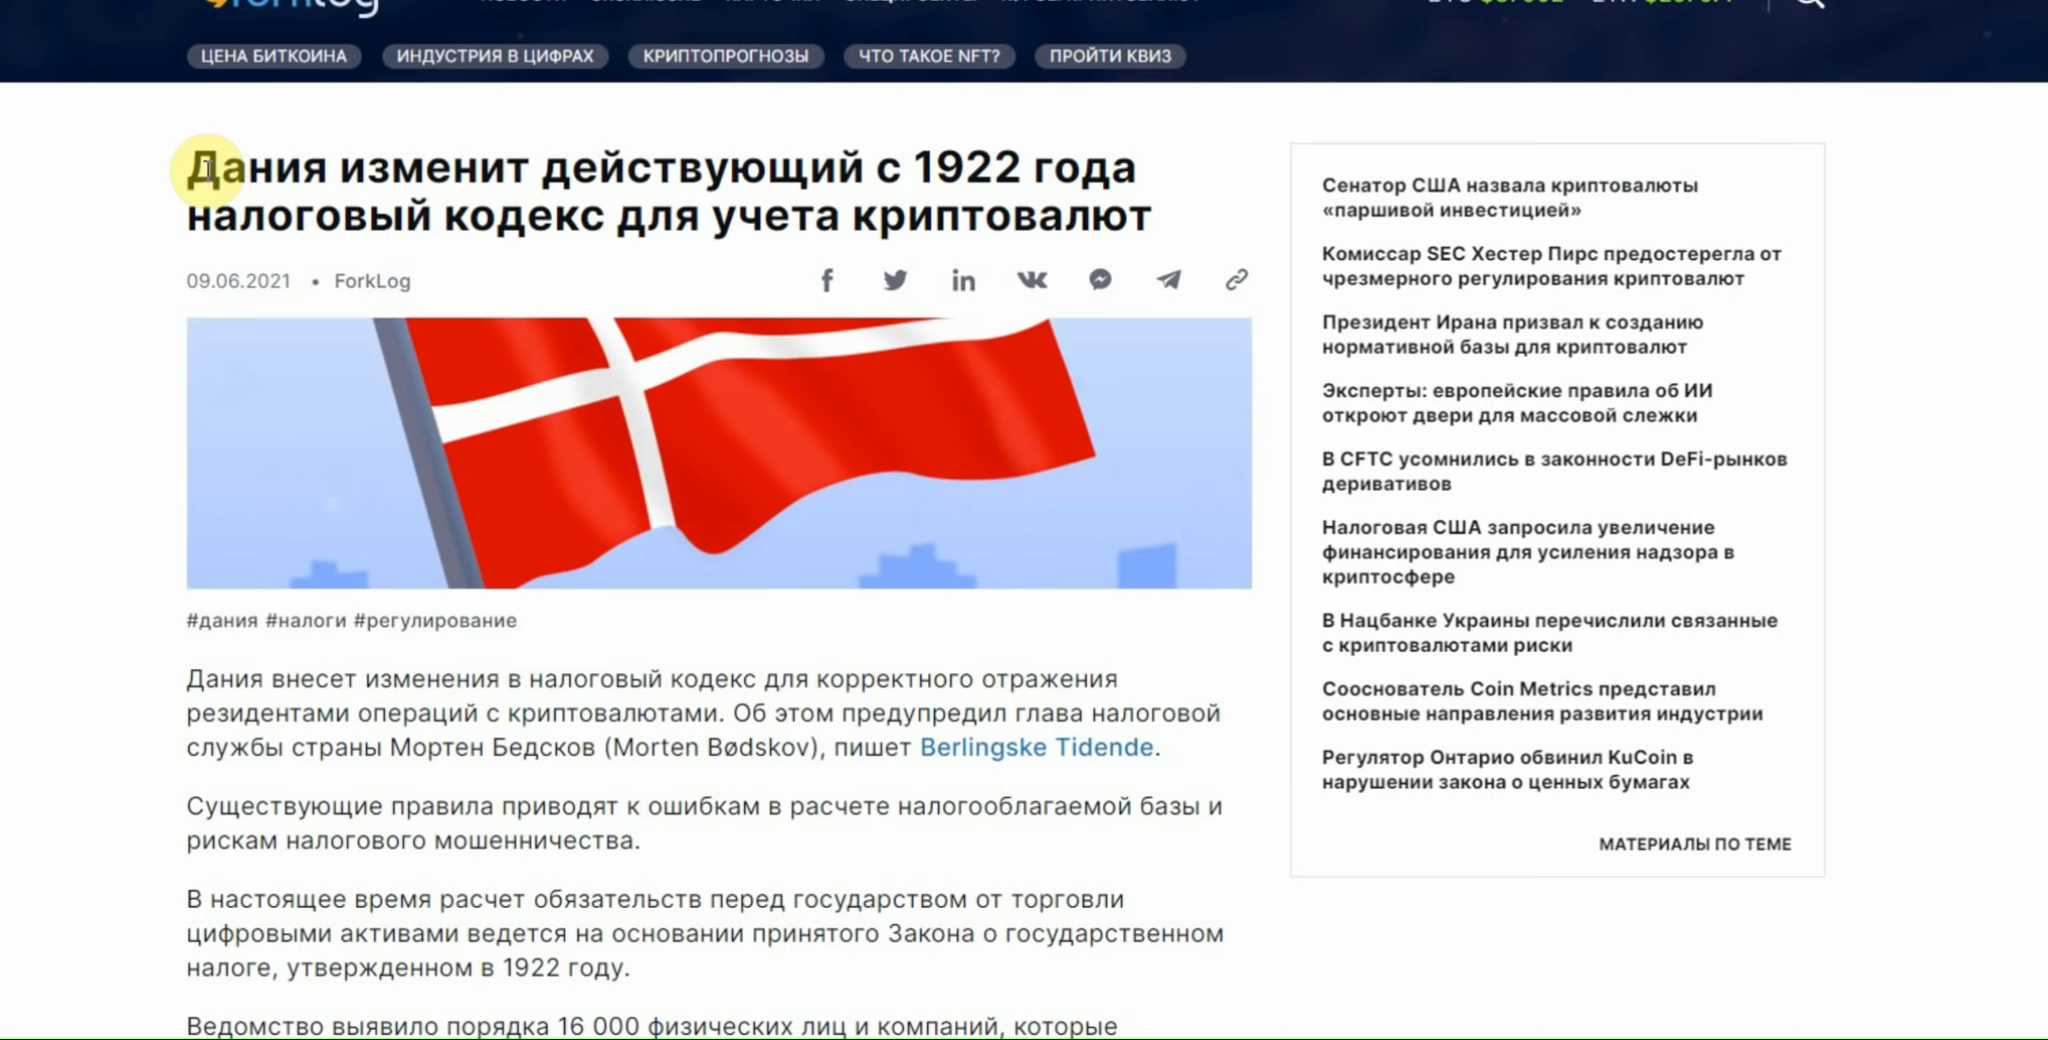 forklog
ЦЕНА БИТКОИНА
ИНДУСТРИЯ В ЦИФРАХ
КРИПТОПРОГНОЗЫ
ЧТО ТАКОЕ NFT?
ПРОЙТИ КВИЗ
Дания изменит действующий с 1922 года
налоговый кодекс для учета криптовалют
09.06.2021 • ForkLog
#дания #налоги #регулирование
Дания внесет изменения в налоговый кодекс для корректного отражения
резидентами операций с криптовалютами. Об этом предупредил глава налоговой
службы страны Мортен Бедсков (Morten Bødskov), пишет Berlingske Tidende.
Существующие правила приводят к ошибкам в расчете налогооблагаемой базы и
рискам налогового мошенничества.
В настоящее время расчет обязательств перед государством от торговли
цифровыми активами ведется на основании принятого Закона о государственном
налоге, утвержденном в 1922 году.
Ведомство выявило порядка 16 000 физических лиц и компаний, которые
Сенатор США назвала криптовалюты
«паршивой инвестицией»
Комиссар SEC Хестер Пирс предостерегла от
чрезмерного регулирования криптовалют
Президент Ирана призвал к созданию
нормативной базы для криптовалют
Эксперты: европейские правила об ИИ
откроют двери для массовой слежки
В CFTC усомнились в законности DeFi-рынков
деривативов
Налоговая США запросила увеличение
финансирования для усиления надзора в
криптосфере
В Нацбанке Украины перечислили связанные
с криптовалютами риски
Сооснователь Coin Metrics представил
основные направления развития индустрии
Регулятор Онтарио обвинил KuCoin в
нарушении закона о ценных бумагах
МАТЕРИАЛЫ ПО ТЕМЕ